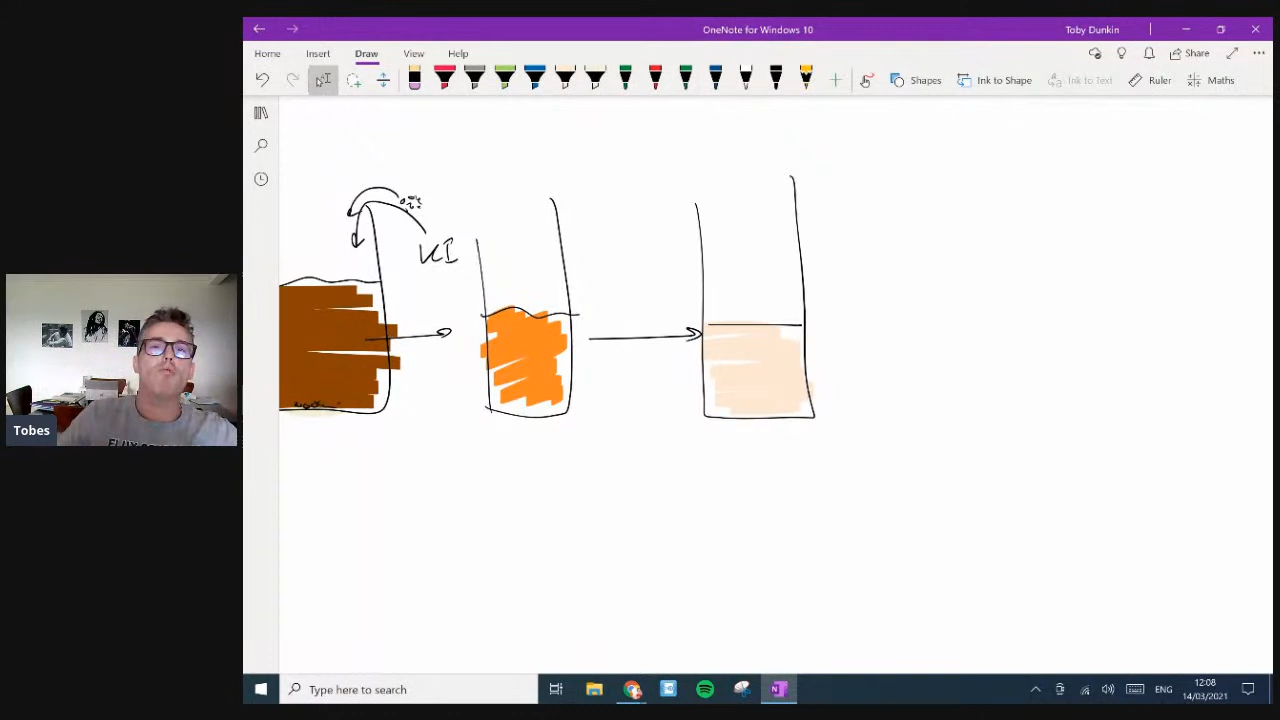 OneNote for Windows 10
Toby Dunkin
Home Insert Draw View Help
Share
Shapes
Ink to Shape
Ink to Text
Ruler
Maths
KI
Tobes
Type here to search
ENG
12:08
14/03/2021